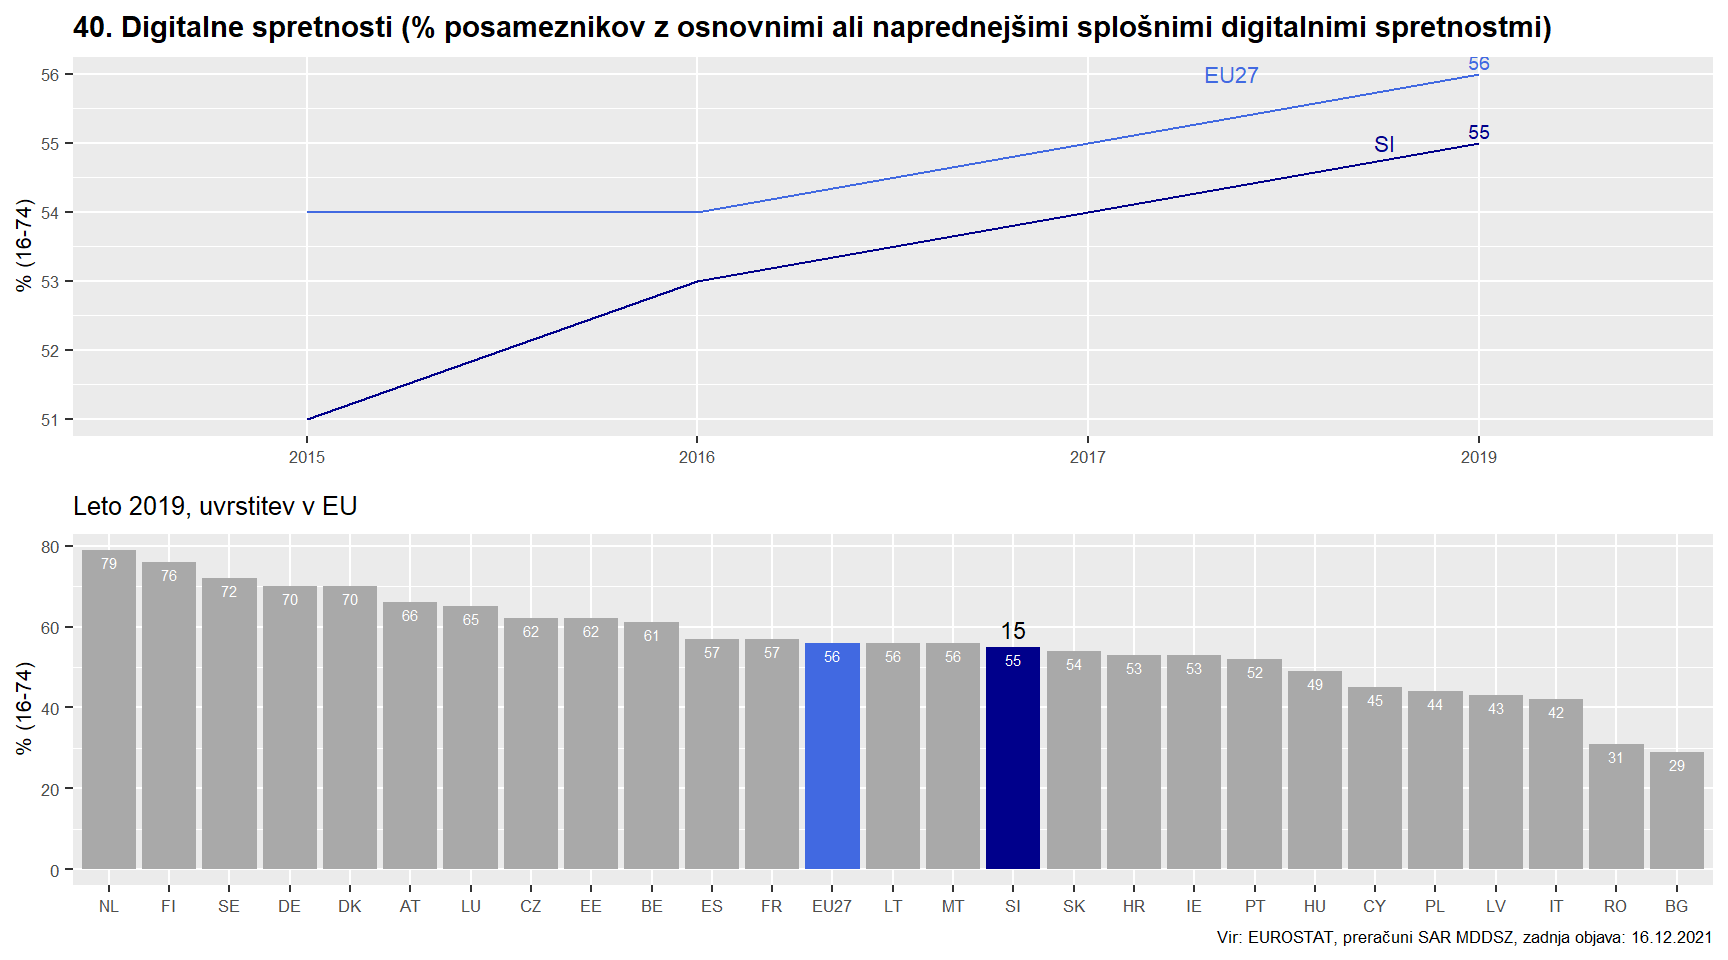 40. Digitalne spretnosti (% posameznikov z osnovnimi ali naprednejšimi splošnimi digitalnimi spretnostmi)
56
55
54
53
52
51
% (16-74)
EU27
56
SI
55
2015 2016 2017 2019
Leto 2019, uvrstitev v EU
80
60
40
20
0
% (16-74)
15
79 76 72 70 70 66 65 62 62 61 57 57 56 56 56 55 54 53 53 52 49 45 44 43 42 31 29
NL FI SE DE DK AT LU CZ EE BE ES FR EU27 LT MT SI SK HR IE PT HU CY PL LV IT RO BG
Vir: EUROSTAT, preračuni SAR MDDSZ, zadnja objava: 16.12.2021